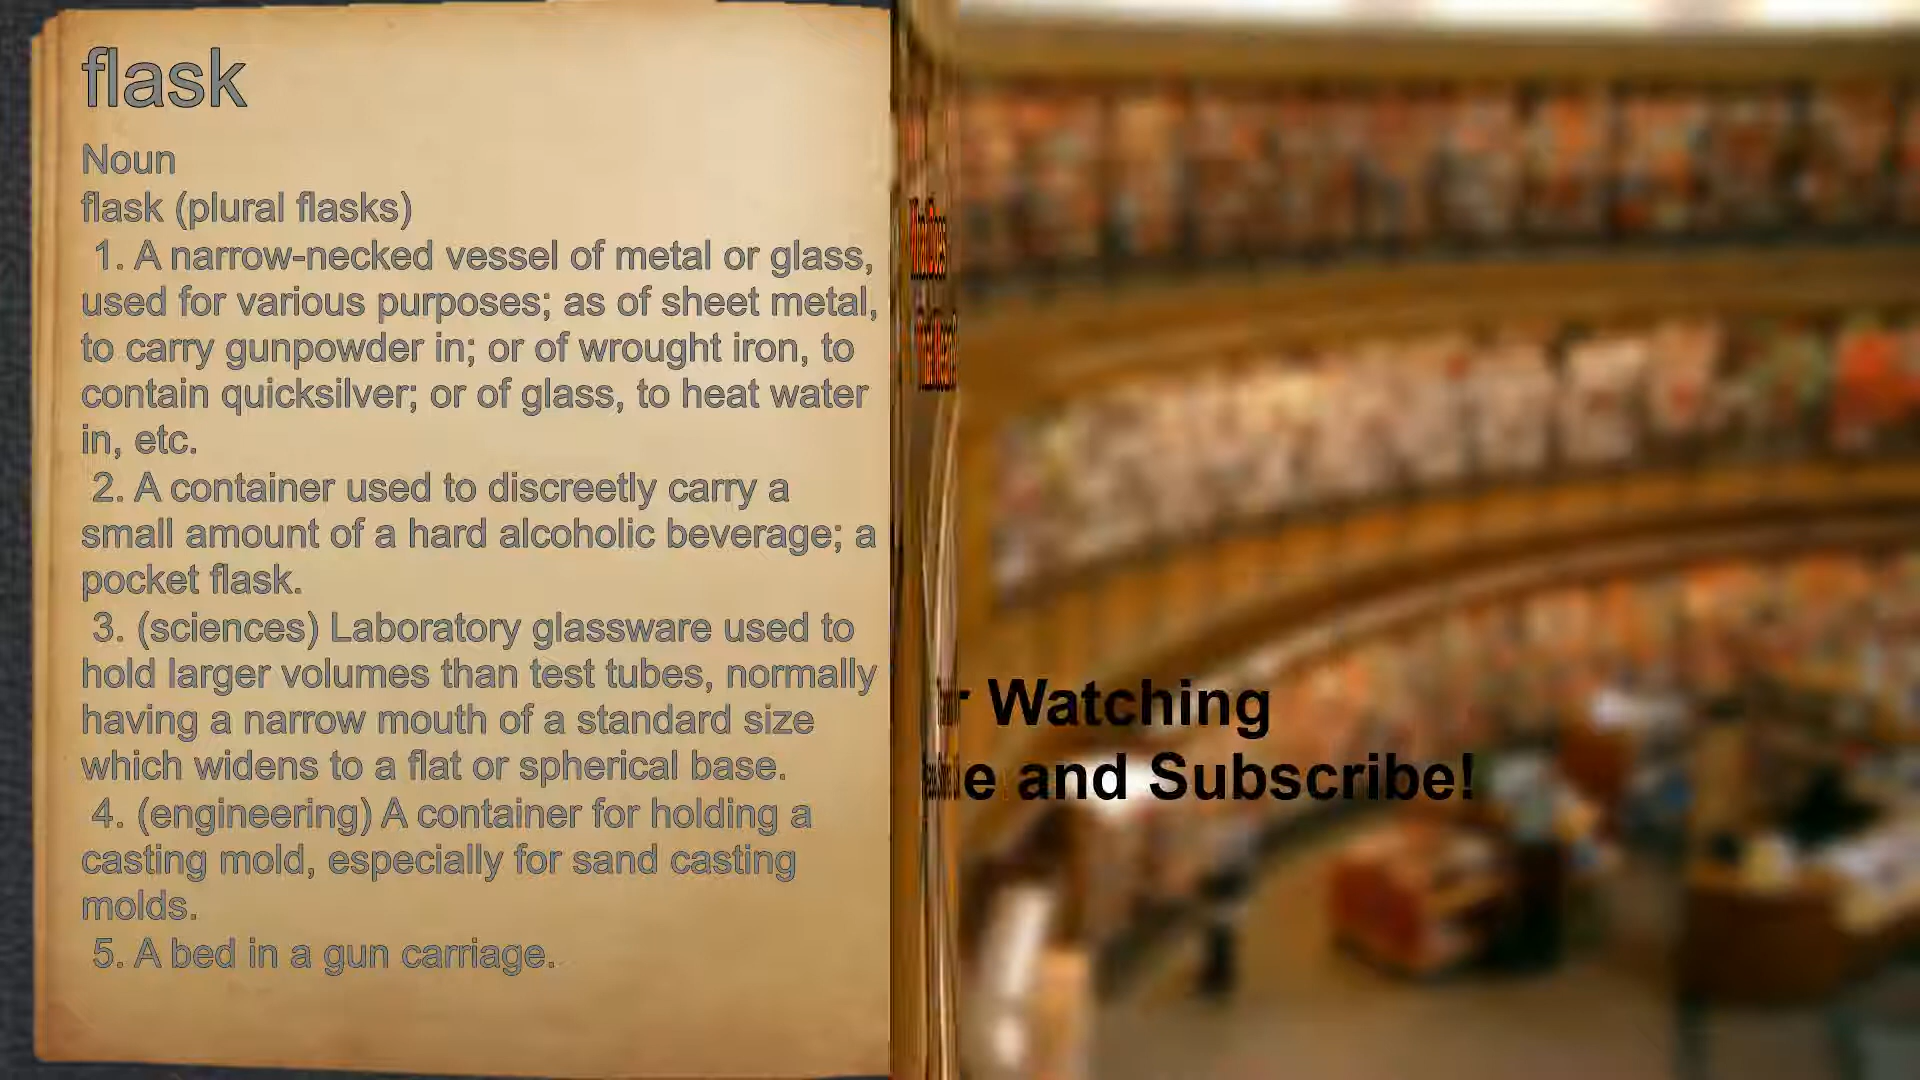 flask
Noun
flask (plural flasks)
1. A narrow-necked vessel of metal or glass,
used for various purposes; as of sheet metal,
to carry gunpowder in; or of wrought iron, to
contain quicksilver; or of glass, to heat water
in, etc.
2. A container used to discreetly carry a
small amount of a hard alcoholic beverage; a
pocket flask.
3. (sciences) Laboratory glassware used to
hold larger volumes than test tubes, normally
having a narrow mouth of a standard size
which widens to a flat or spherical base.
4. (engineering) A container for holding a
casting mold, especially for sand casting
molds.
5. A bed in a gun carriage.
Watching
and Subscribe!